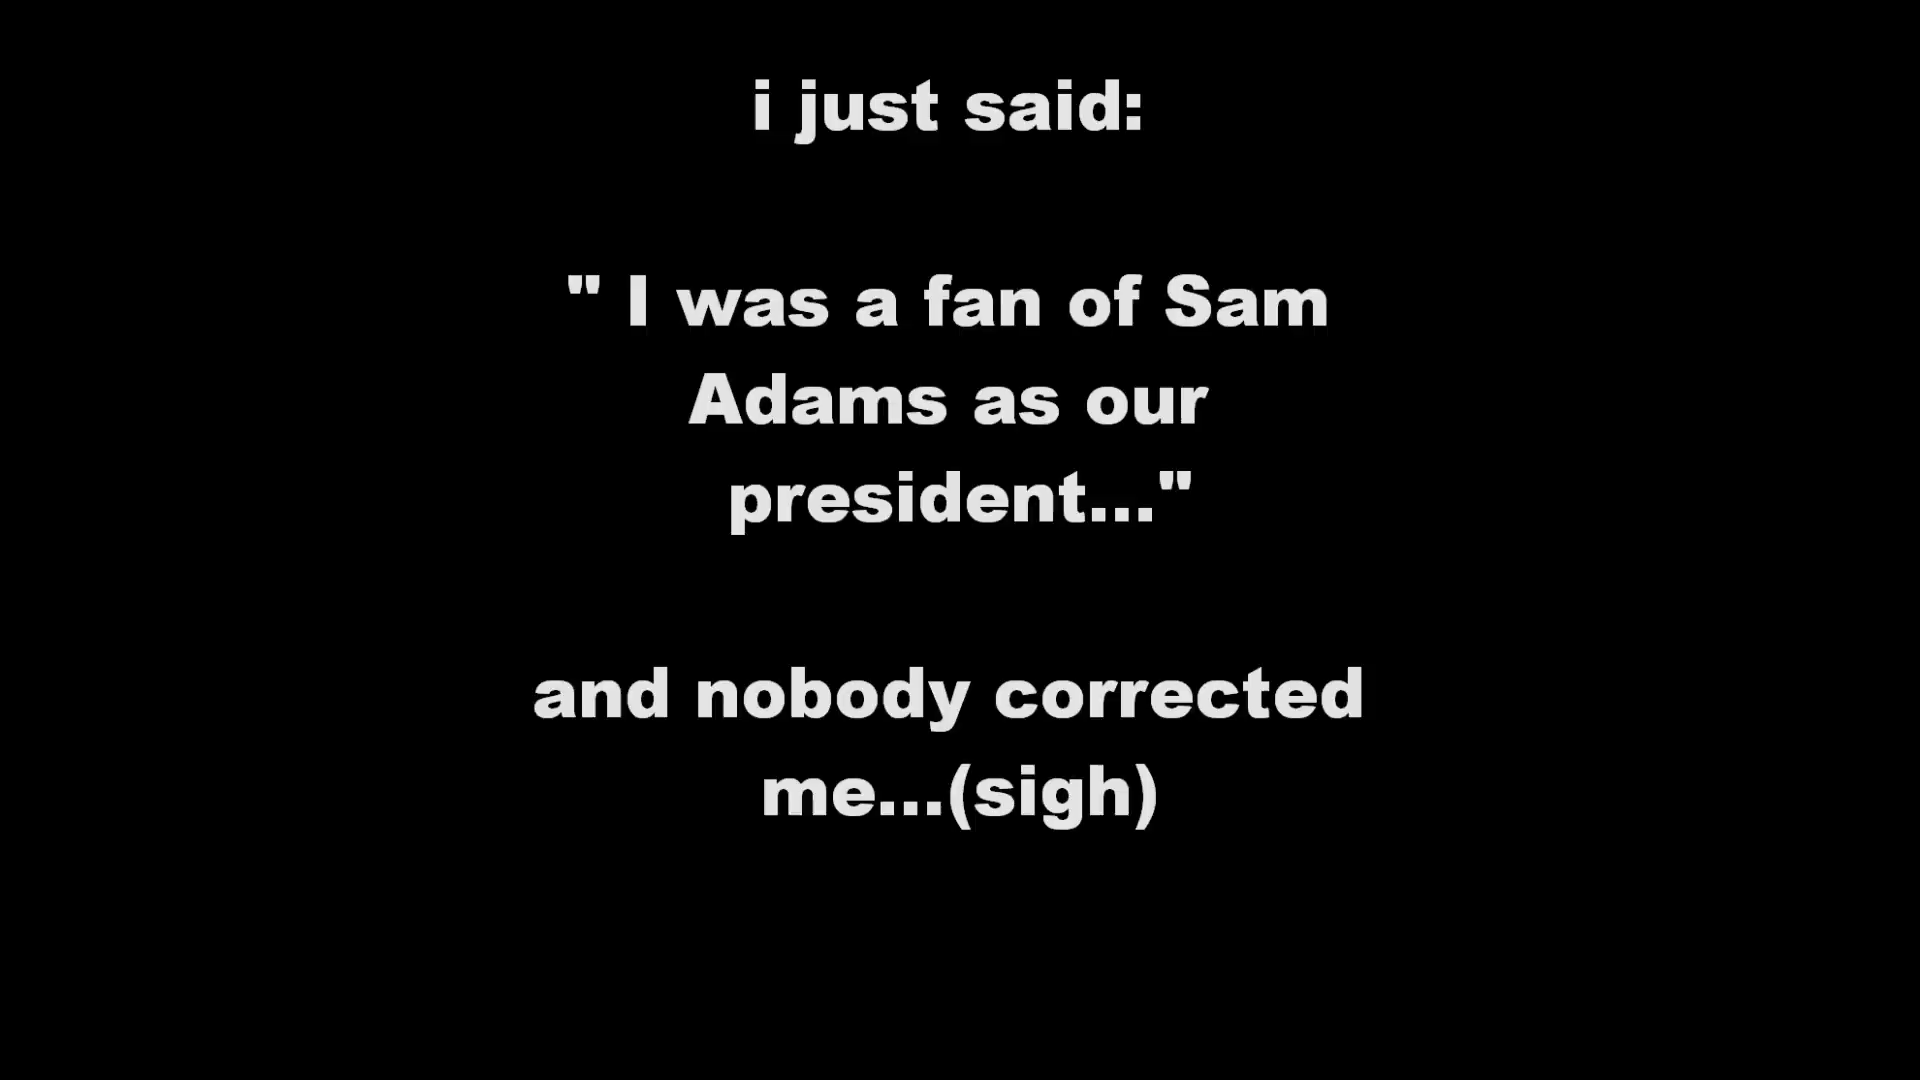 i just said:
" I was a fan of Sam
Adams as our
president..."
and nobody corrected
me...(sigh)